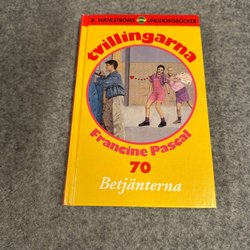 B. WAHLSTRÖMS UNGDOMSBÖCKER
tvillingarna
Francine Pascal
70
Betjänterna